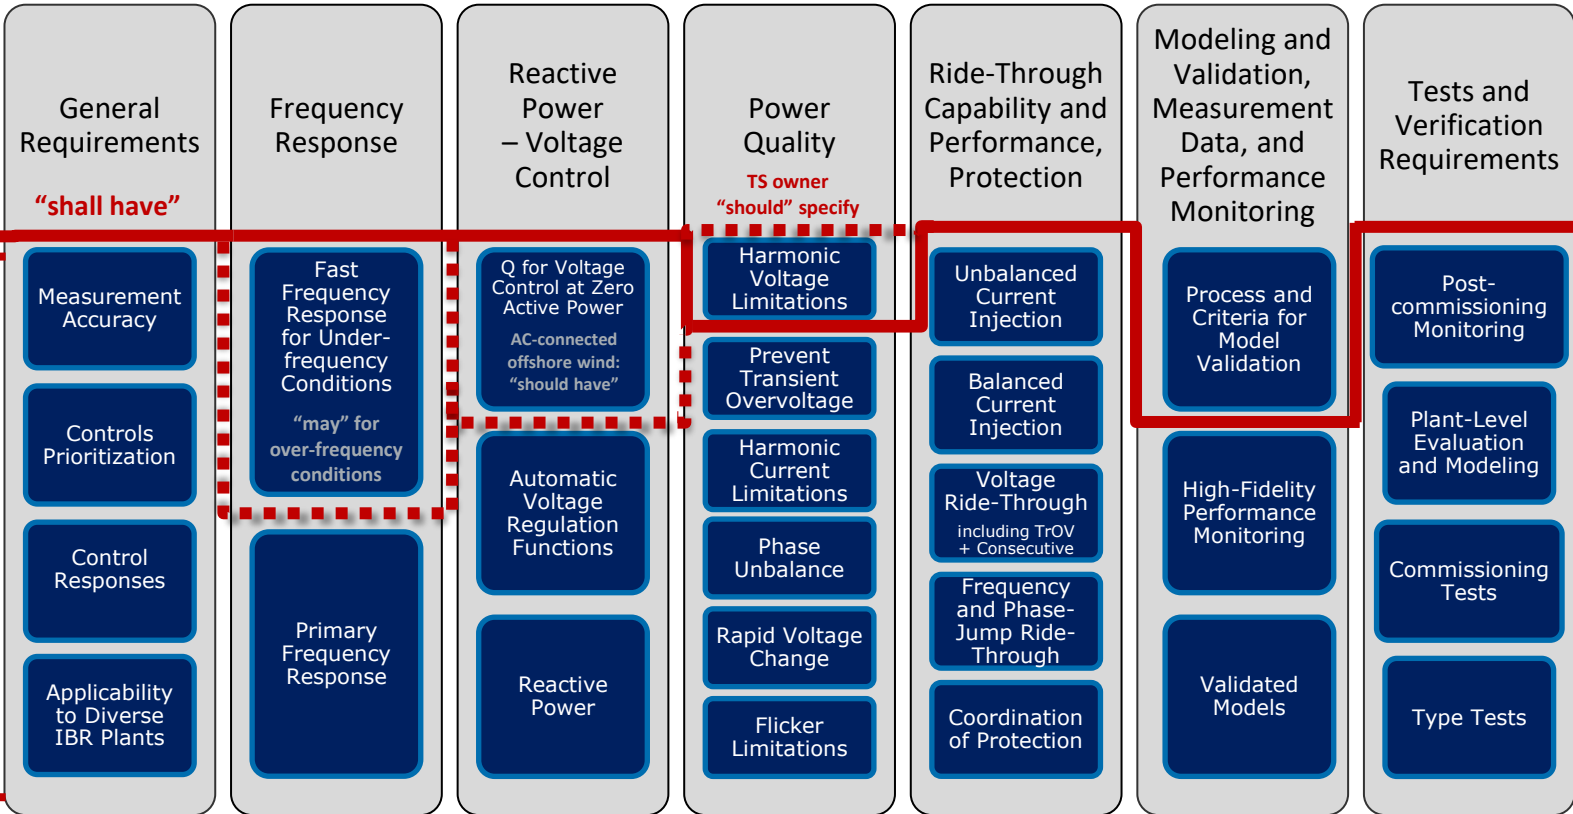 General
Requirements
“shall have”
Measurement
Accuracy
Controls
Prioritization
Control
Responses
Applicability
to Diverse
IBR Plants
Frequency
Response
Fast
Frequency
Response
for Under-
frequency
Conditions
“may” for
over-frequency
conditions
Primary
Frequency
Response
Reactive
Power
– Voltage
Control
Q for Voltage
Control at Zero
Active Power
AC-connected
offshore wind:
“should have”
Automatic
Voltage
Regulation
Functions
Reactive
Power
Power
Quality
TS owner
“should” specify
Harmonic
Voltage
Limitations
Prevent
Transient
Overvoltage
Harmonic
Current
Limitations
Phase
Unbalance
Rapid Voltage
Change
Flicker
Limitations
Ride-Through
Capability and
Performance,
Protection
Unbalanced
Current
Injection
Balanced
Current
Injection
Voltage
Ride-Through
including TrOV
+ Consecutive
Frequency
and Phase-
Jump Ride-
Through
Coordination
of Protection
Modeling and
Validation,
Measurement
Data, and
Performance
Monitoring
Process and
Criteria for
Model
Validation
High-Fidelity
Performance
Monitoring
Validated
Models
Tests and
Verification
Requirements
Post-
commissioning
Monitoring
Plant-Level
Evaluation
and Modeling
Commissioning
Tests
Type Tests